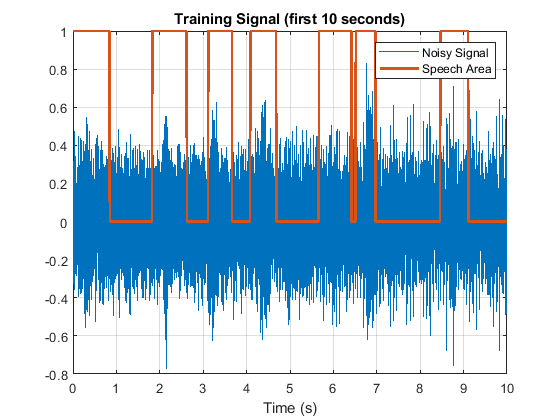 Training Signal (first 10 seconds)
Noisy Signal
Speech Area
1
0.8
0.6
0.4
0.2
0
-0.2
-0.4
-0.6
-0.8
0 1 2 3 4 5 6 7 8 9 10
Time (s)